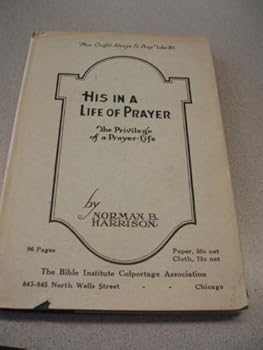 "Men Ought Always To Pray" Luke 18:1
HIS IN A
LIFE OF PRAYER
The Privilege
of a Prayer-Life
by
NORMAN B.
HARRISON
96 Pages
Paper, 50c net
Cloth, 75c net
The Bible Institute Colportage Association
843-845 North Wells Street - - Chicago